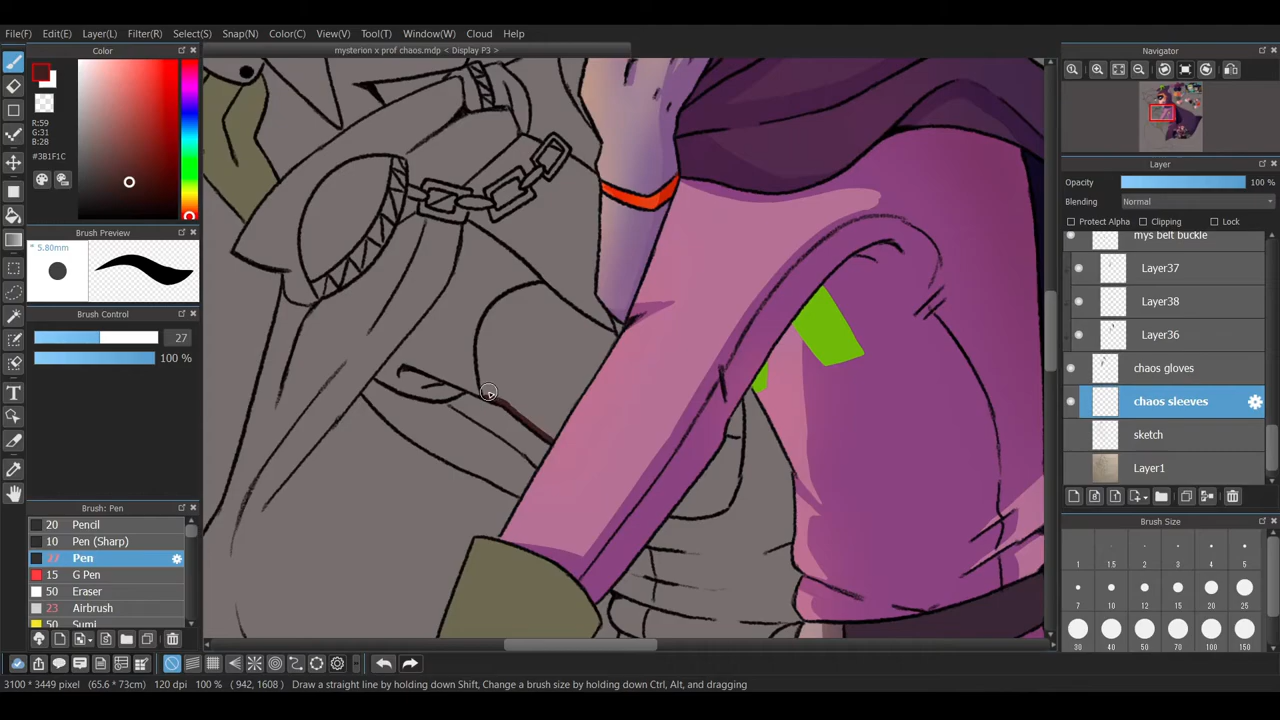 File(F) Edit(E) Layer(L) Filter(R) Select(S) Snap(N) Color(C) View(V) Tool(T) Window(W) Cloud Help
Color
mysterion x prof chaos.mdp < Display P3 >
Navigator
R:59
G:31
B:28
#3B1F1C
Layer
Opacity 100 %
Blending Normal
Protect Alpha Clipping Lock
mys belt buckle
Layer37
Layer38
Layer36
chaos gloves
chaos sleeves
sketch
Layer1
Brush Preview
* 5.80mm
Brush Control
27
100 %
Brush: Pen
20 Pencil
10 Pen (Sharp)
27 Pen
15 G Pen
50 Eraser
23 Airbrush
50 Sumi
Brush Size
1 1.5 2 3 4 5
7 10 12 15 20 25
30 40 50 70 100 150
3100 * 3449 pixel (65.6 * 73cm) 120 dpi 100 % ( 942, 1608 ) Draw a straight line by holding down Shift, Change a brush size by holding down Ctrl, Alt, and dragging